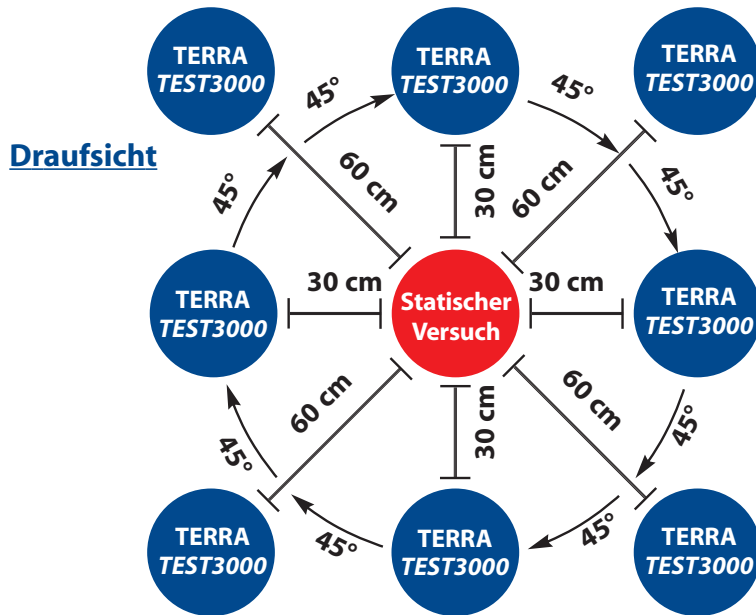 TERRA
TEST3000
TERRA
TEST3000
TERRA
TEST3000
45°
45°
Draufsicht
60 cm
30 cm
60 cm
45°
45°
TERRA
TEST3000
30 cm
Statischer
Versuch
30 cm
TERRA
TEST3000
60 cm
30 cm
60 cm
45°
45°
45°
45°
TERRA
TEST3000
TERRA
TEST3000
TERRA
TEST3000